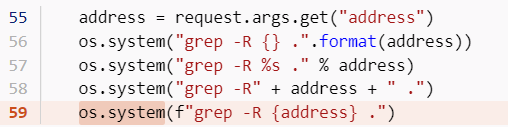 55 address = request.args.get("address")
56 os.system("grep -R {} .".format(address))
57 os.system("grep -R %s ." % address)
58 os.system("grep -R" + address + " .")
59 os.system(f"grep -R {address} .")